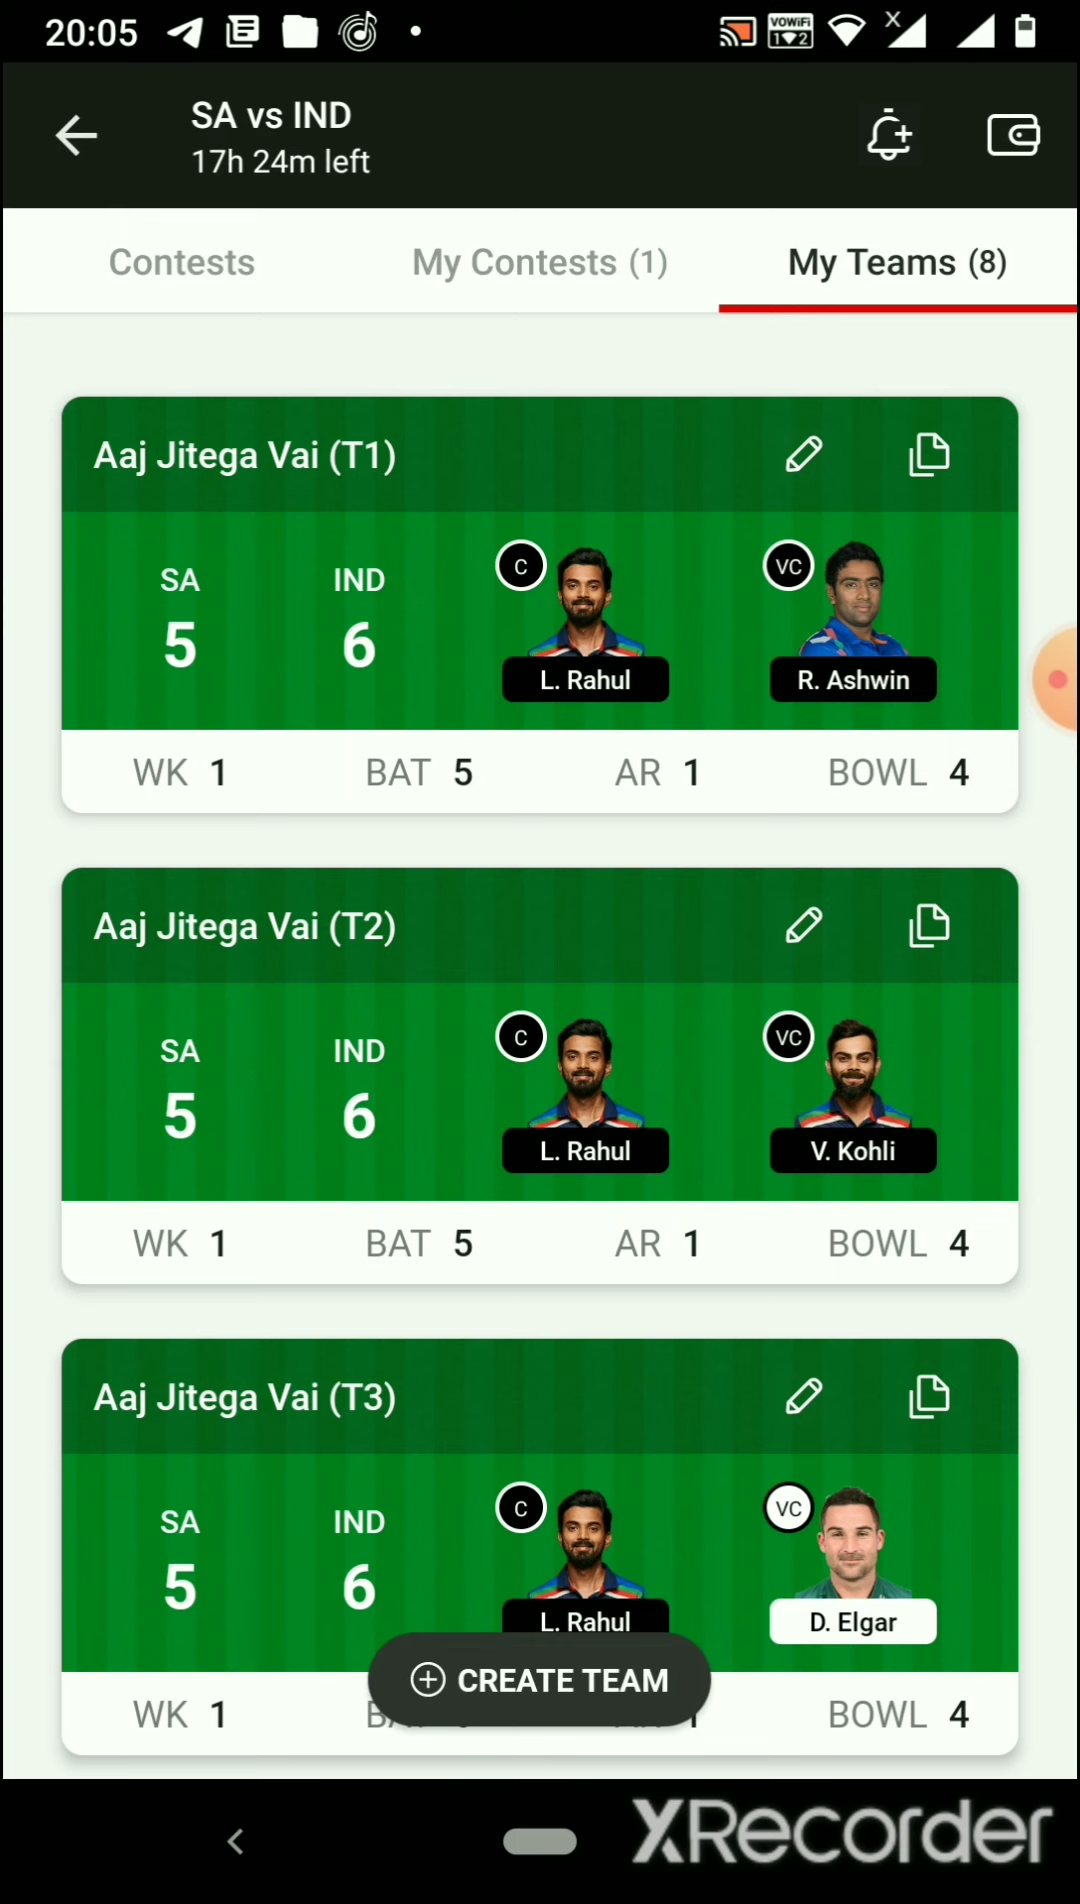 20:05
VOWIFI
1 2
X
SA vs IND
17h 24m left
Contests
My Contests (1)
My Teams (8)
Aaj Jitega Vai (T1)
SA
IND
C
VC
5
6
L. Rahul
R. Ashwin
WK 1
BAT 5
AR 1
BOWL 4
Aaj Jitega Vai (T2)
SA
IND
C
VC
5
6
L. Rahul
V. Kohli
WK 1
BAT 5
AR 1
BOWL 4
Aaj Jitega Vai (T3)
SA
IND
C
VC
5
6
L. Rahul
D. Elgar
CREATE TEAM
WK 1
BOWL 4
XRecorder